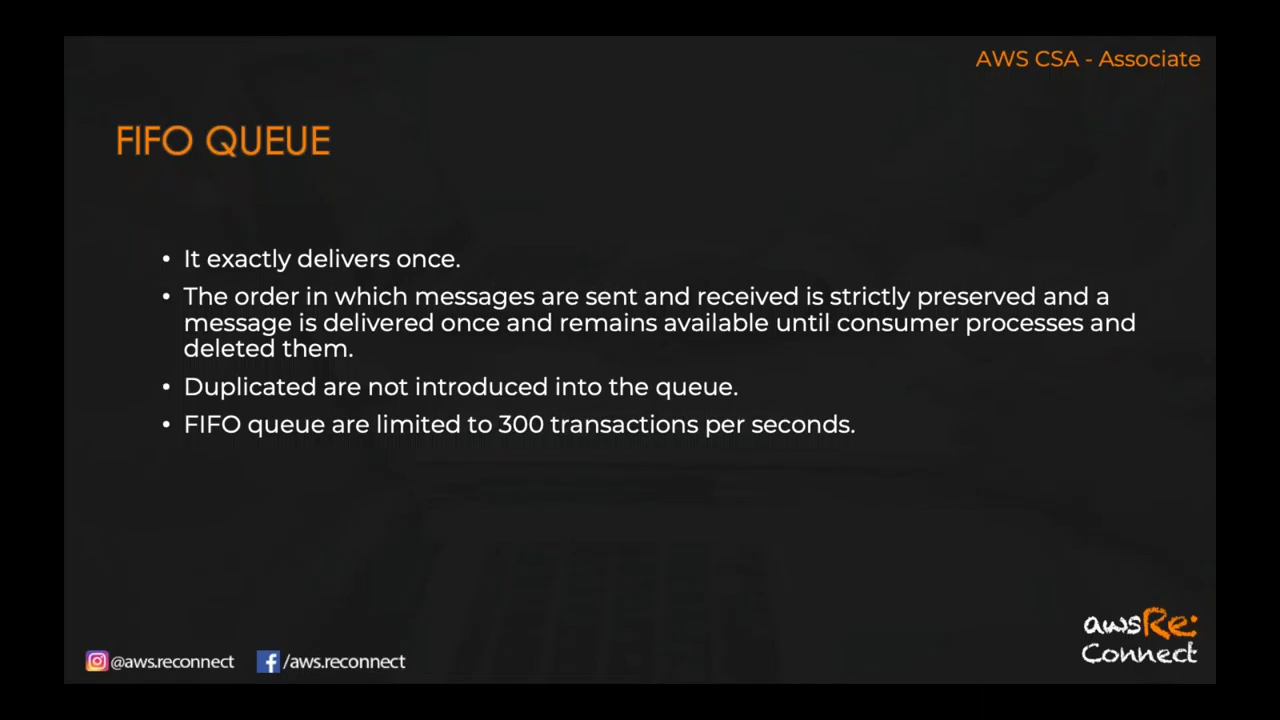 AWS CSA - Associate
FIFO QUEUE
• It exactly delivers once.
• The order in which messages are sent and received is strictly preserved and a
message is delivered once and remains available until consumer processes and
deleted them.
• Duplicated are not introduced into the queue.
• FIFO queue are limited to 300 transactions per seconds.
awsRe:
Connect
@aws.reconnect
/aws.reconnect